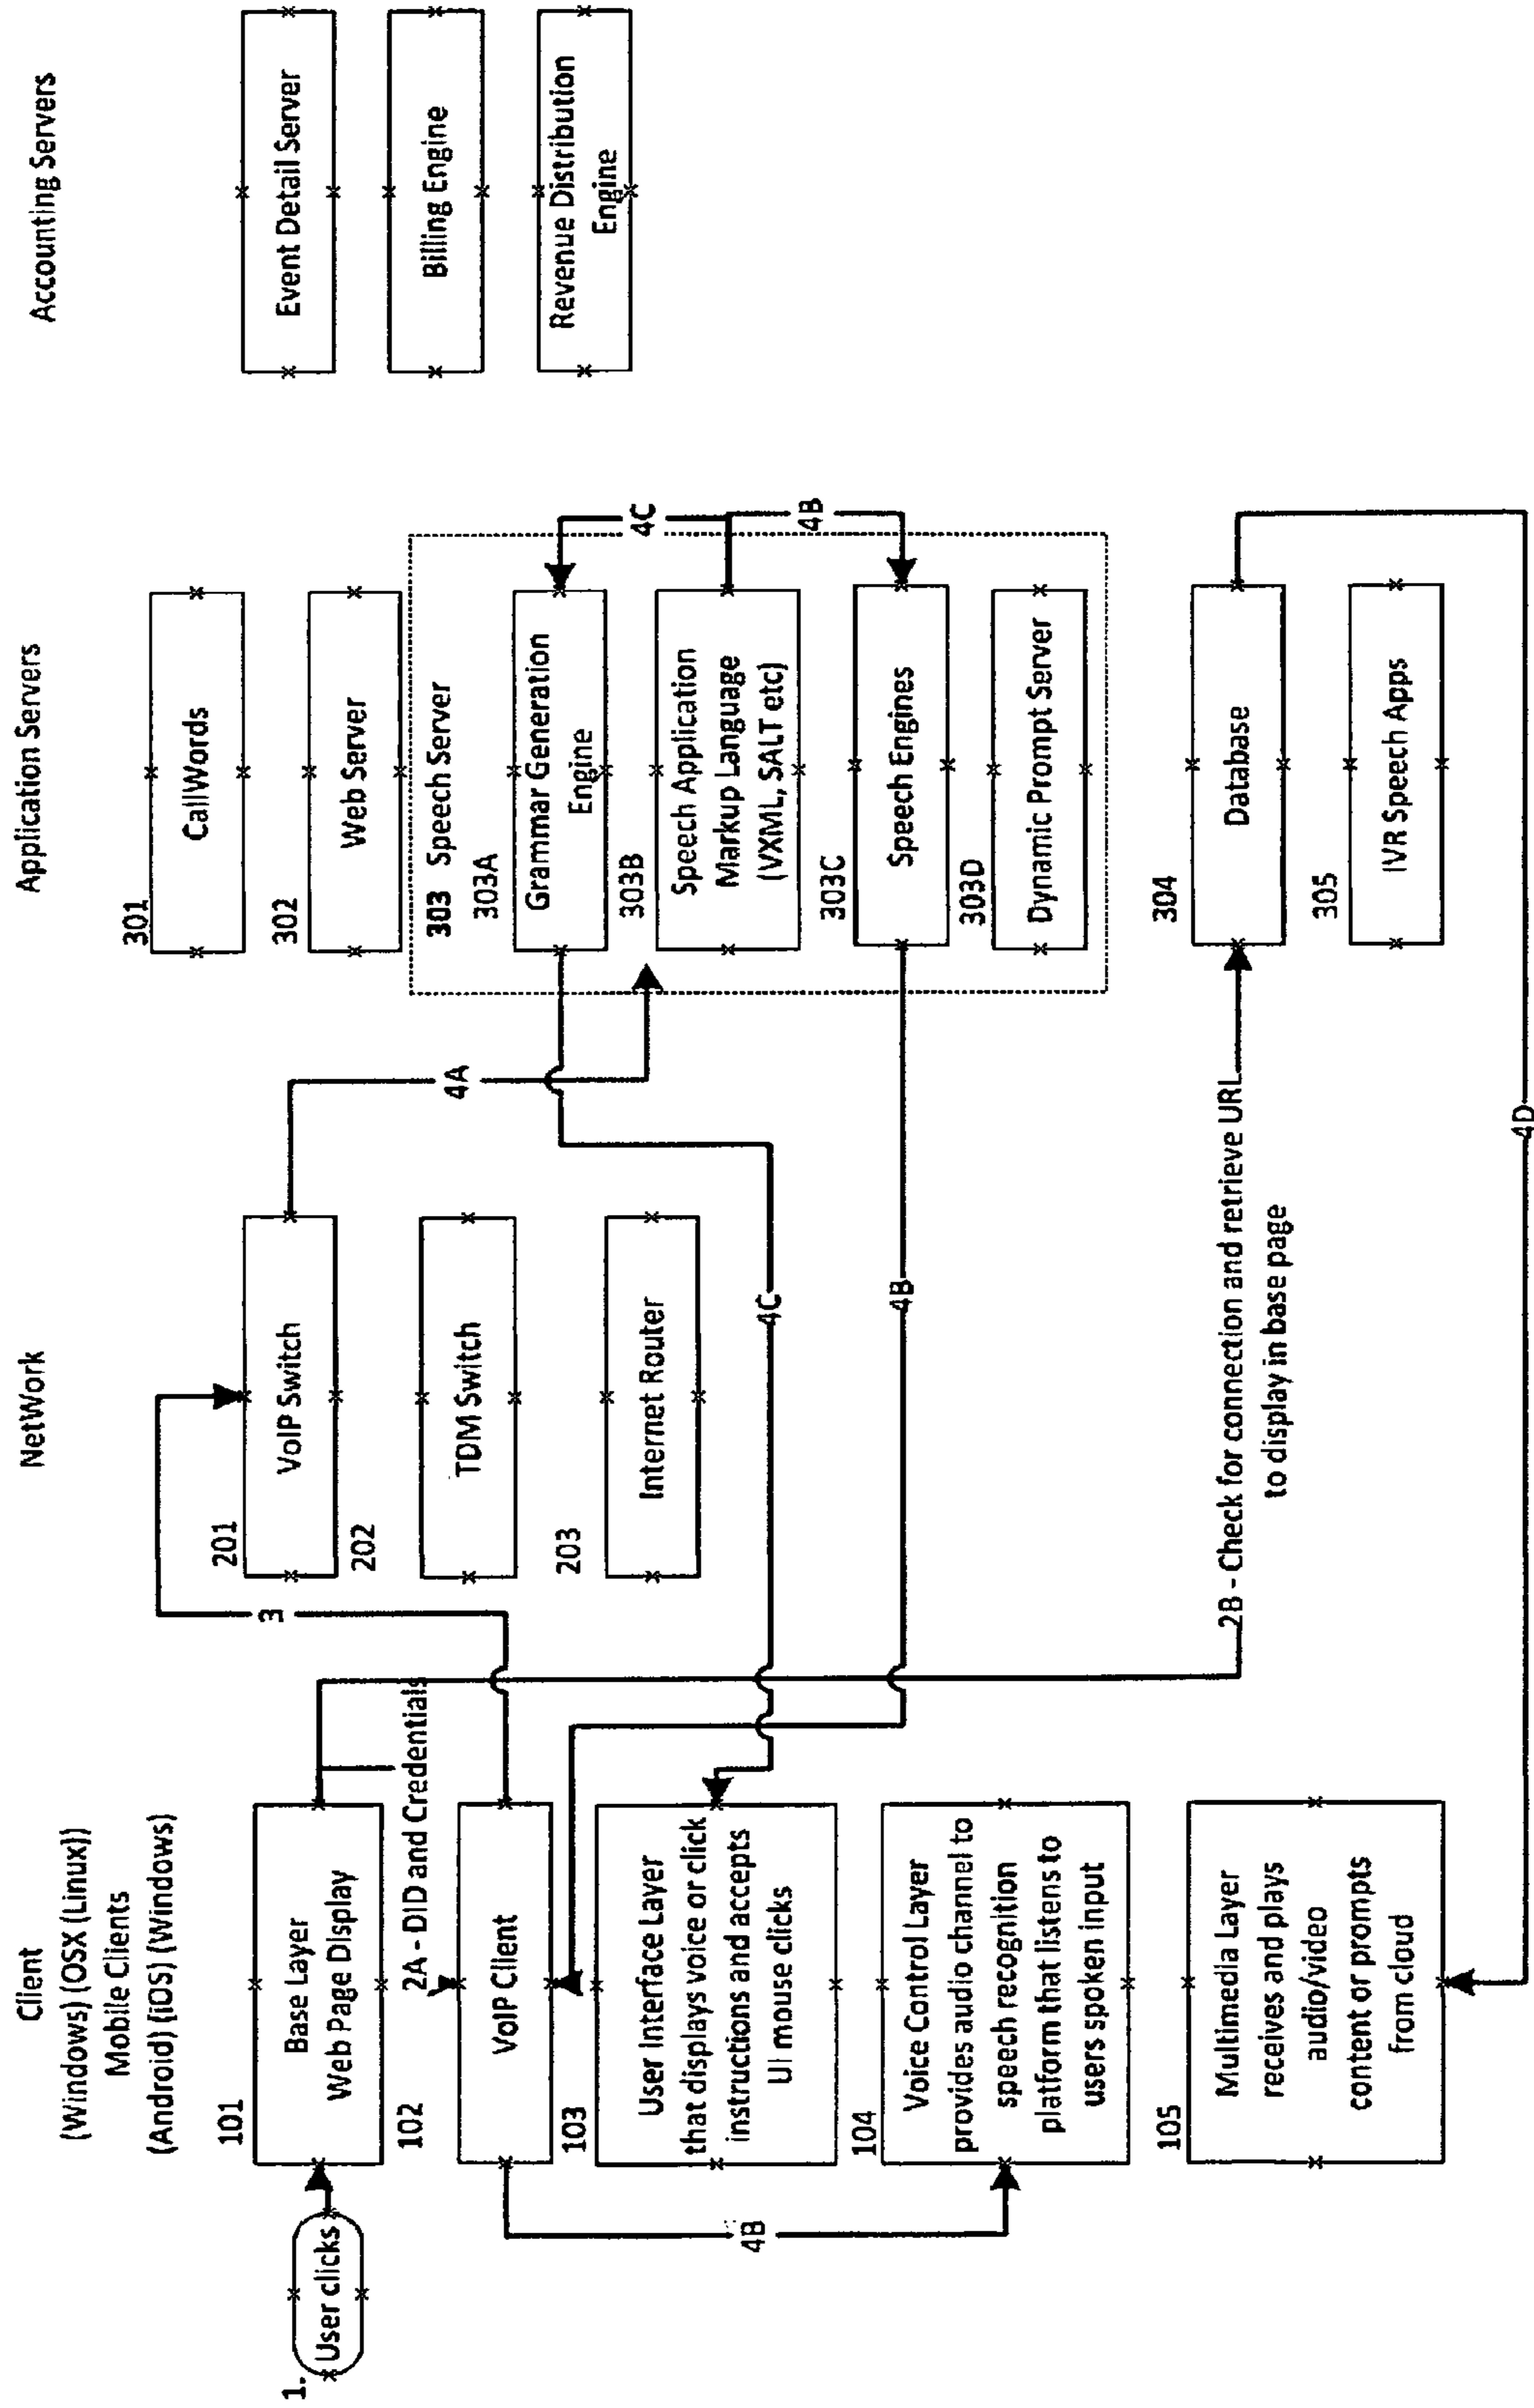 Client
(Windows) (OSX (Linux))
Mobile Clients
(Android) (iOS) (Windows)
1.
User clicks
101
Base Layer
Web Page Display
2A - DID and Credentials
102
VoIP Client
103
User Interface Layer
that displays voice or click
instructions and accepts
UI mouse clicks
104
Voice Control Layer
provides audio channel to
speech recognition
platform that listens to
users spoken input
4B
105
Multimedia Layer
receives and plays
audio/video
content or prompts
from cloud
NetWork
3
201
VoIP Switch
202
TDM Switch
203
Internet Router
4A
4C
4B
2B - Check for connection and retrieve URL
to display in base page
4D
Application Servers
301
CallWords
302
Web Server
303 Speech Server
303A
Grammar Generation
Engine
303B
Speech Application
Markup Language
(VXML, SALT etc)
303C
Speech Engines
303D
Dynamic Prompt Server
4C
4B
304
Database
305
IVR Speech Apps
Accounting Servers
Event Detail Server
Billing Engine
Revenue Distribution
Engine